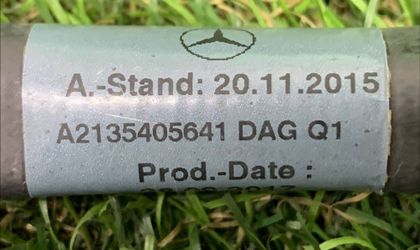 A.-Stand: 20.11.2015
A2135405641 DAG Q1
Prod.-Date :